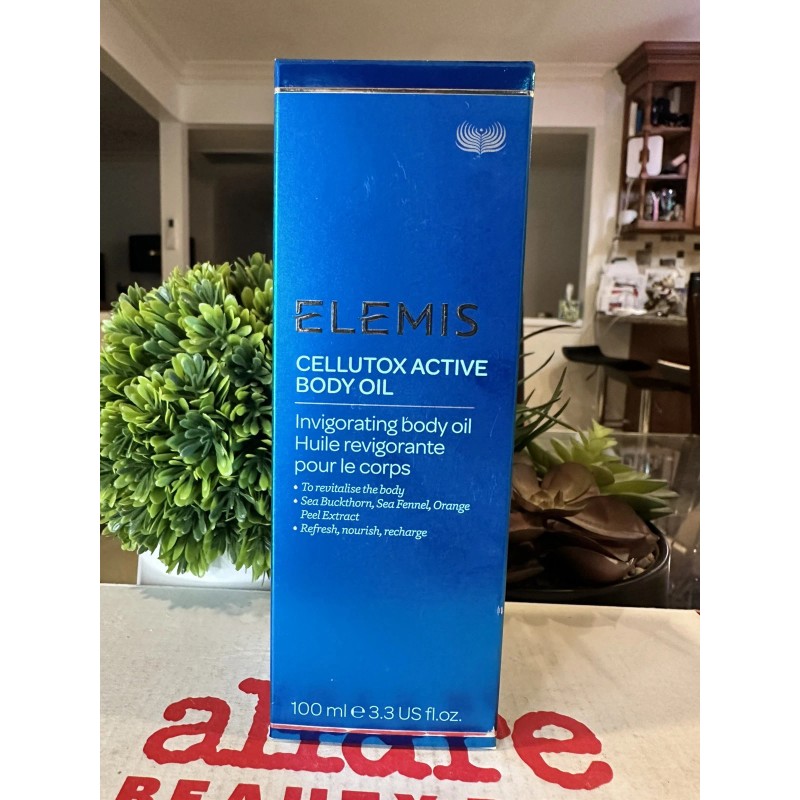 ELEMIS
CELLUTOX ACTIVE
BODY OIL
Invigorating body oil
Huile revigorante
pour le corps
• To revitalise the body
• Sea Buckthorn, Sea Fennel, Orange
Peel Extract
• Refresh, nourish, recharge
100 ml ℮ 3.3 US fl.oz.
allure
BEAUTY